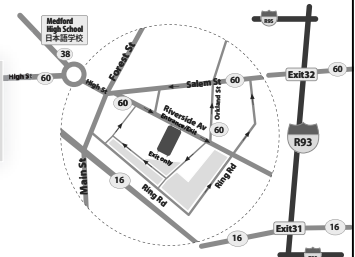 R95
Medford
High School
日本語学校
38
High St
60
High St
Forest St
60
Salem St
60
Exit32
60
Orkland St
Riverside Av
Entrance/Exit
60
Exit only
R93
Main St
16
Ring Rd
Ring Rd
16
Exit31
16